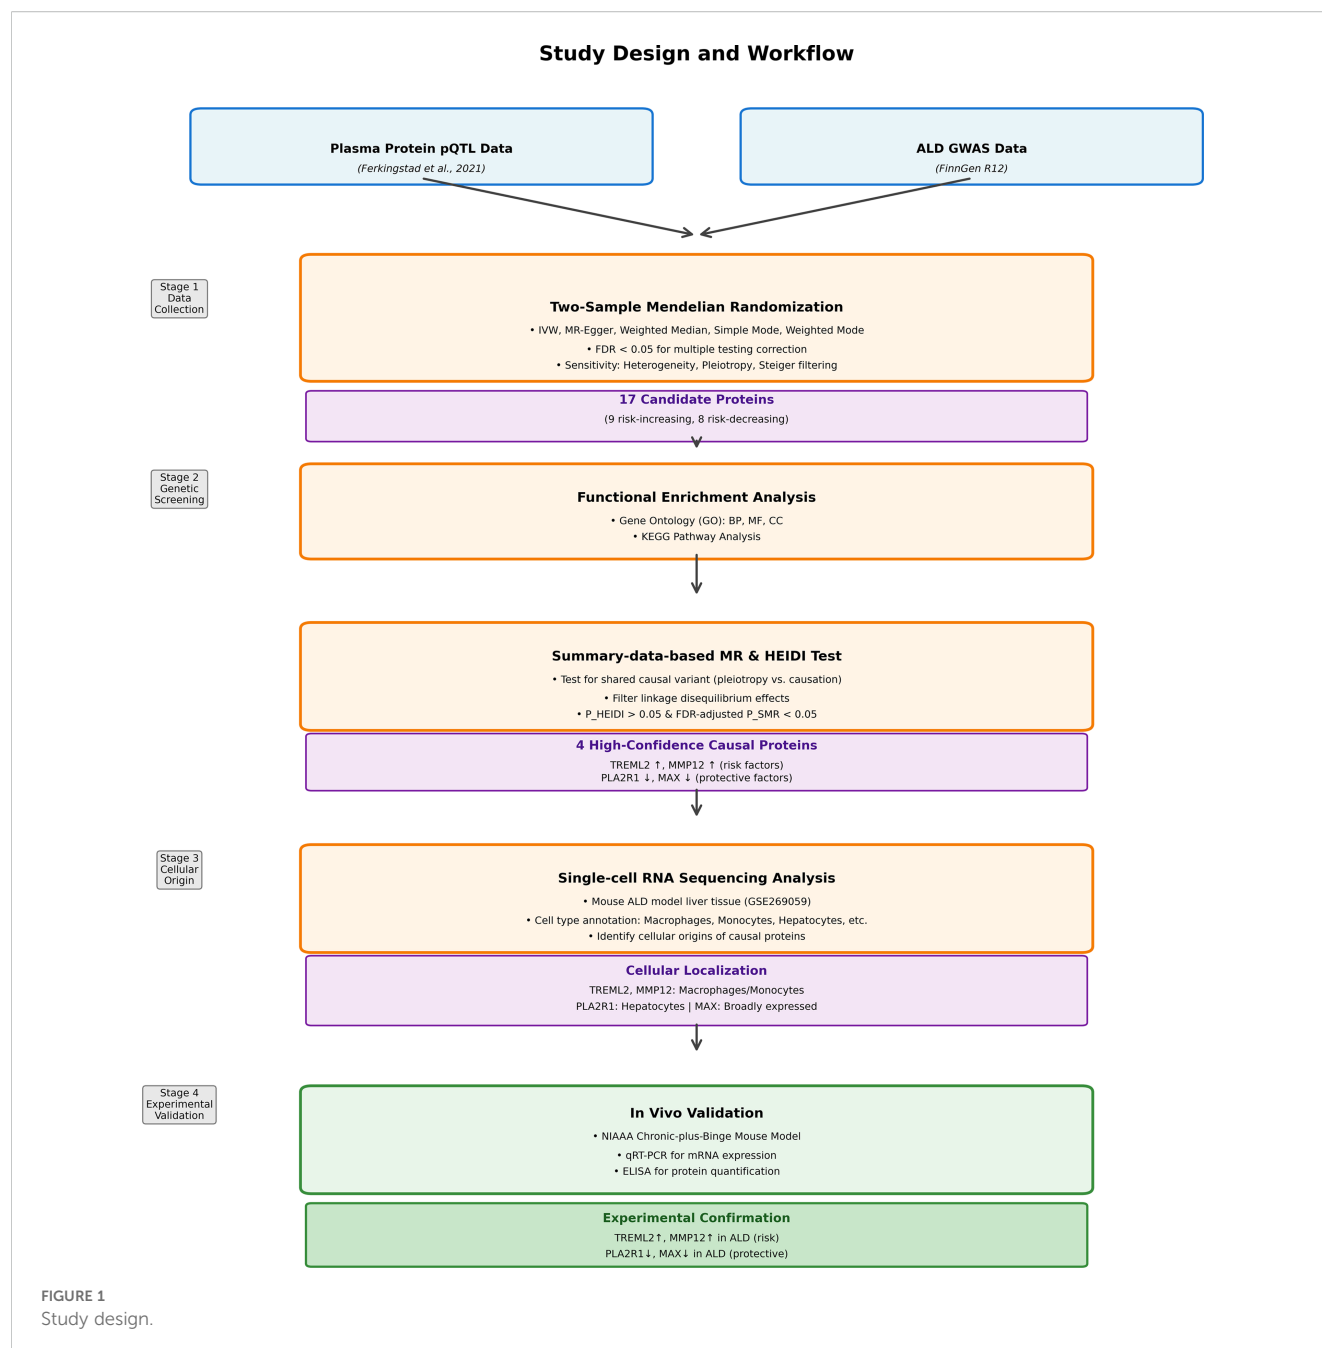 Study Design and Workflow
Plasma Protein pQTL Data
(Ferkingstad et al., 2021)
ALD GWAS Data
(FinnGen R12)
Stage 1
Data
Collection
Two-Sample Mendelian Randomization
• IVW, MR-Egger, Weighted Median, Simple Mode, Weighted Mode
• FDR < 0.05 for multiple testing correction
• Sensitivity: Heterogeneity, Pleiotropy, Steiger filtering
17 Candidate Proteins
(9 risk-increasing, 8 risk-decreasing)
Stage 2
Genetic
Screening
Functional Enrichment Analysis
• Gene Ontology (GO): BP, MF, CC
• KEGG Pathway Analysis
Summary-data-based MR & HEIDI Test
• Test for shared causal variant (pleiotropy vs. causation)
• Filter linkage disequilibrium effects
• P_HEIDI > 0.05 & FDR-adjusted P_SMR < 0.05
4 High-Confidence Causal Proteins
TREML2 ↑, MMP12 ↑ (risk factors)
PLA2R1 ↓, MAX ↓ (protective factors)
Stage 3
Cellular
Origin
Single-cell RNA Sequencing Analysis
• Mouse ALD model liver tissue (GSE269059)
• Cell type annotation: Macrophages, Monocytes, Hepatocytes, etc.
• Identify cellular origins of causal proteins
Cellular Localization
TREML2, MMP12: Macrophages/Monocytes
PLA2R1: Hepatocytes | MAX: Broadly expressed
Stage 4
Experimental
Validation
In Vivo Validation
• NIAAA Chronic-plus-Binge Mouse Model
• qRT-PCR for mRNA expression
• ELISA for protein quantification
Experimental Confirmation
TREML2↑, MMP12↑ in ALD (risk)
PLA2R1↓, MAX↓ in ALD (protective)
FIGURE 1
Study design.